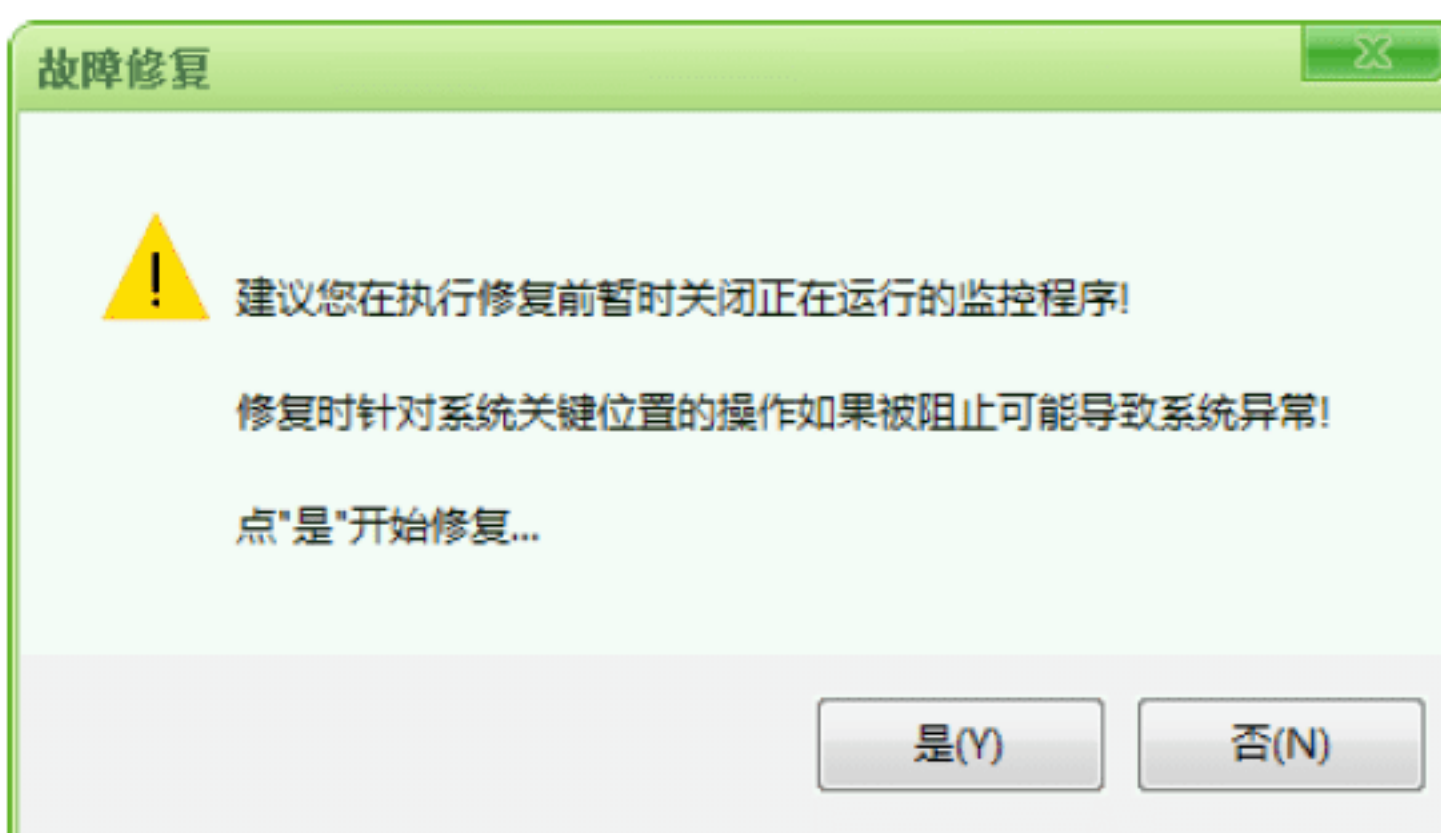 故障修复
建议您在执行修复前暂时关闭正在运行的监控程序!
修复时针对系统关键位置的操作如果被阻止可能导致系统异常!
点"是"开始修复...
是(Y)
否(N)